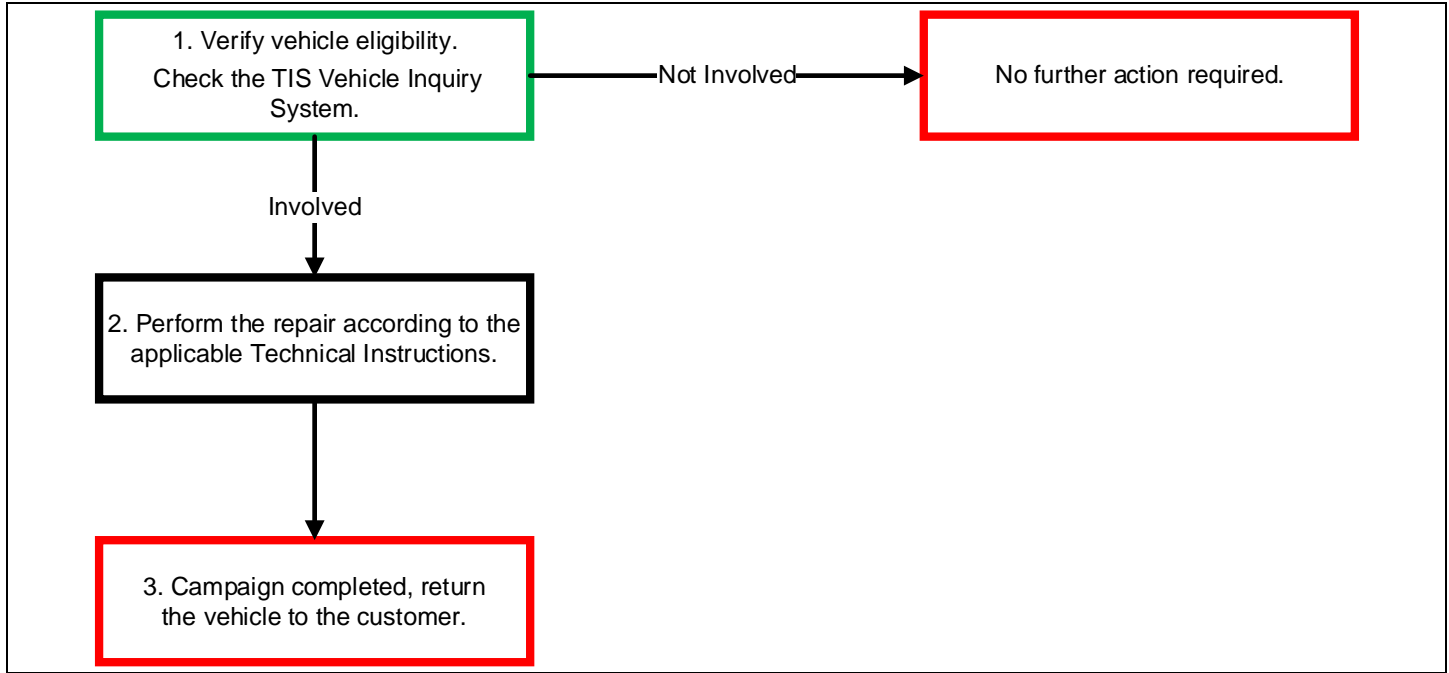 1. Verify vehicle eligibility.
Check the TIS Vehicle Inquiry
System.
Not Involved
No further action required.
Involved
2. Perform the repair according to the
applicable Technical Instructions.
3. Campaign completed, return
the vehicle to the customer.